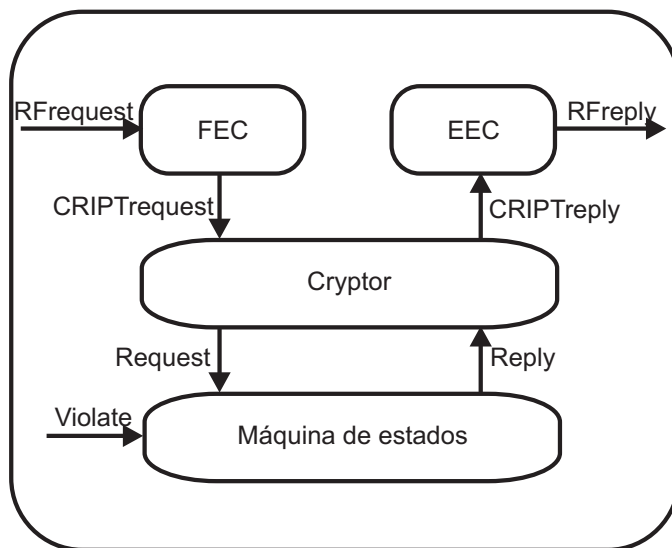 RFrequest
FEC
EEC
RFreply
CRIPTrequest
CRIPTreply
Cryptor
Request
Reply
Violate
Máquina de estados